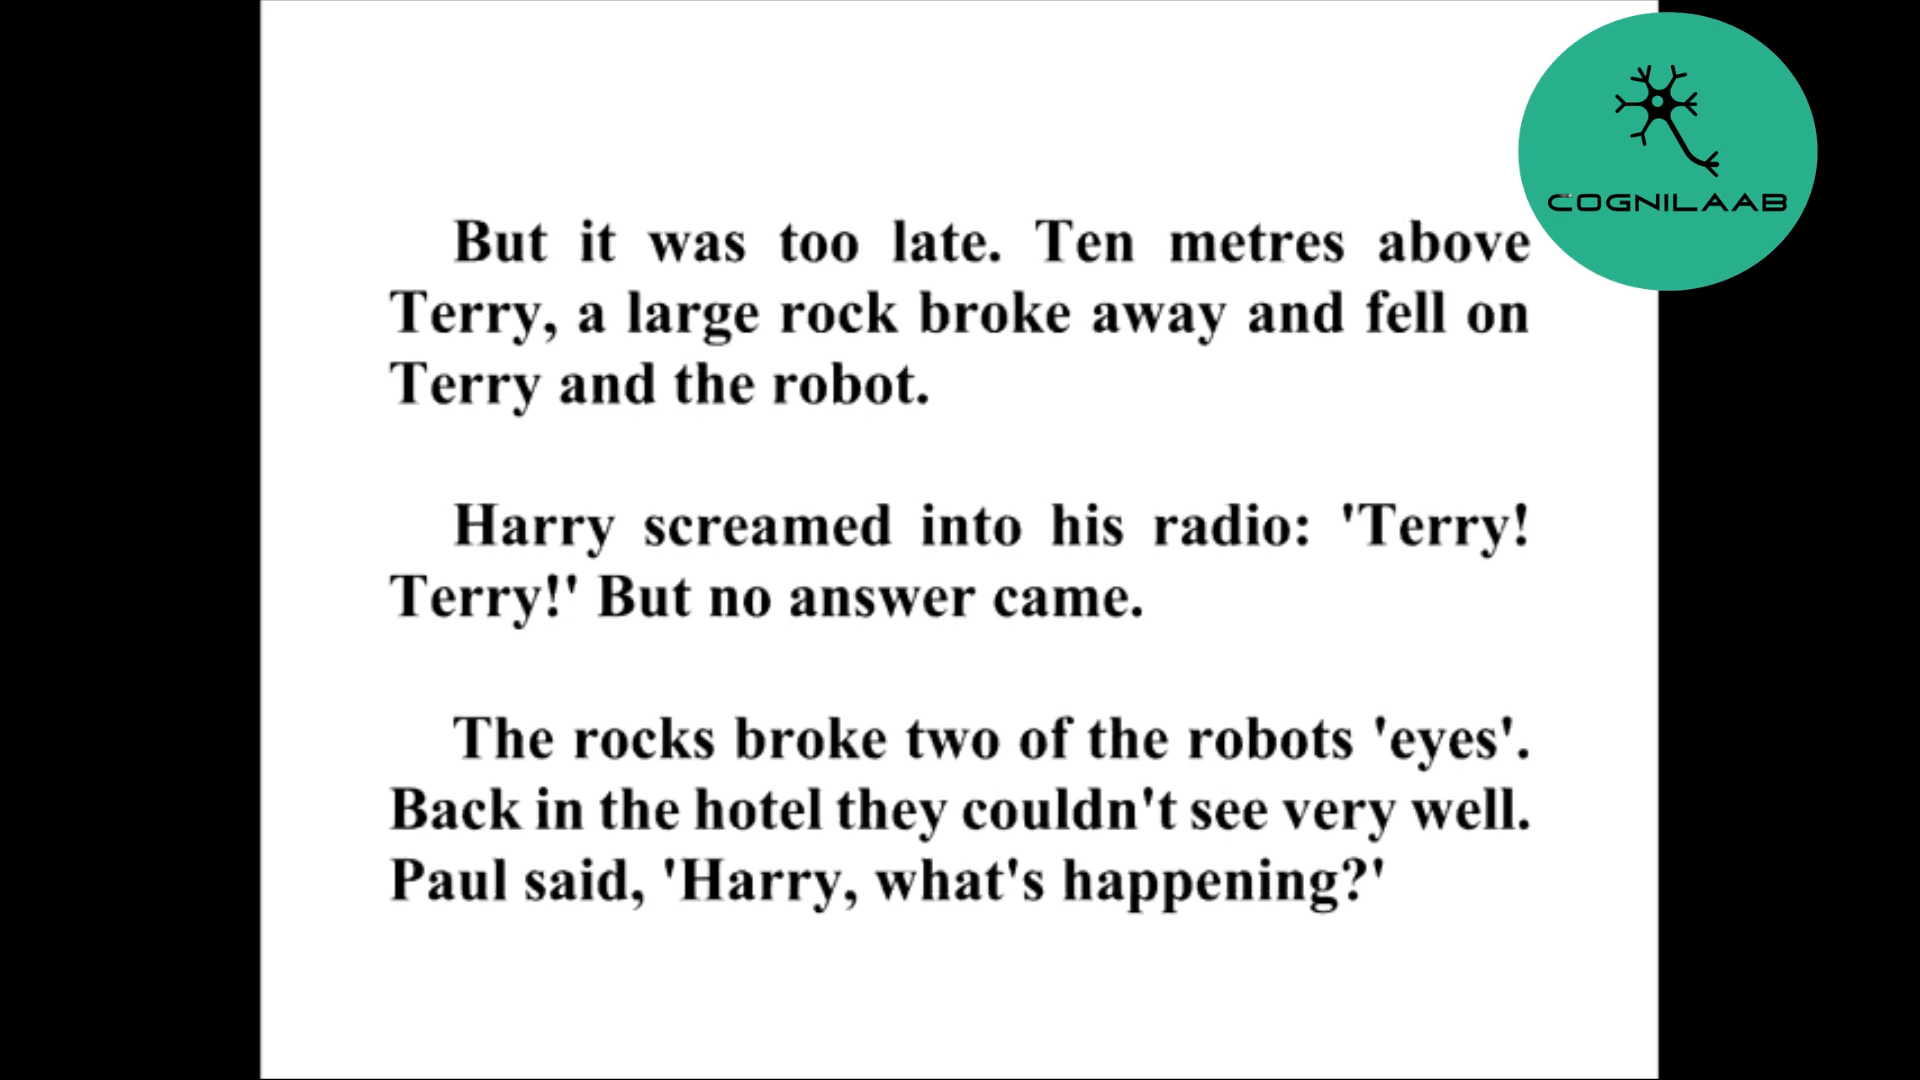 COGNILAAB
But it was too late. Ten metres above
Terry, a large rock broke away and fell on
Terry and the robot.
Harry screamed into his radio: 'Terry!
Terry!' But no answer came.
The rocks broke two of the robots 'eyes'.
Back in the hotel they couldn't see very well.
Paul said, 'Harry, what's happening?'